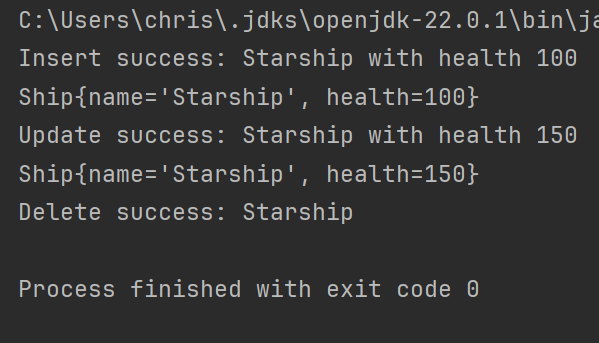 C:\Users\chris\.jdks\openjdk-22.0.1\bin\ja
Insert success: Starship with health 100
Ship{name='Starship', health=100}
Update success: Starship with health 150
Ship{name='Starship', health=150}
Delete success: Starship
Process finished with exit code 0